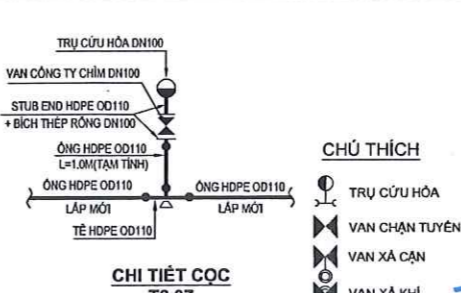 TRỤ CỨU HỎA DN100
VAN CỔNG TY CHÌM DN100
STUB END HDPE OD110
+ BÍCH THÉP RỖNG DN100
ỐNG HDPE OD110
L=1.0M(TẠM TÍNH)
ỐNG HDPE OD110
ỐNG HDPE OD110
LẮP MỚI
LẮP MỚI
TÊ HDPE OD110
CHI TIẾT CỌC
CHÚ THÍCH
TRỤ CỨU HỎA
VAN CHẶN TUYẾN
VAN XẢ CẶN
VAN XẢ KHÍ